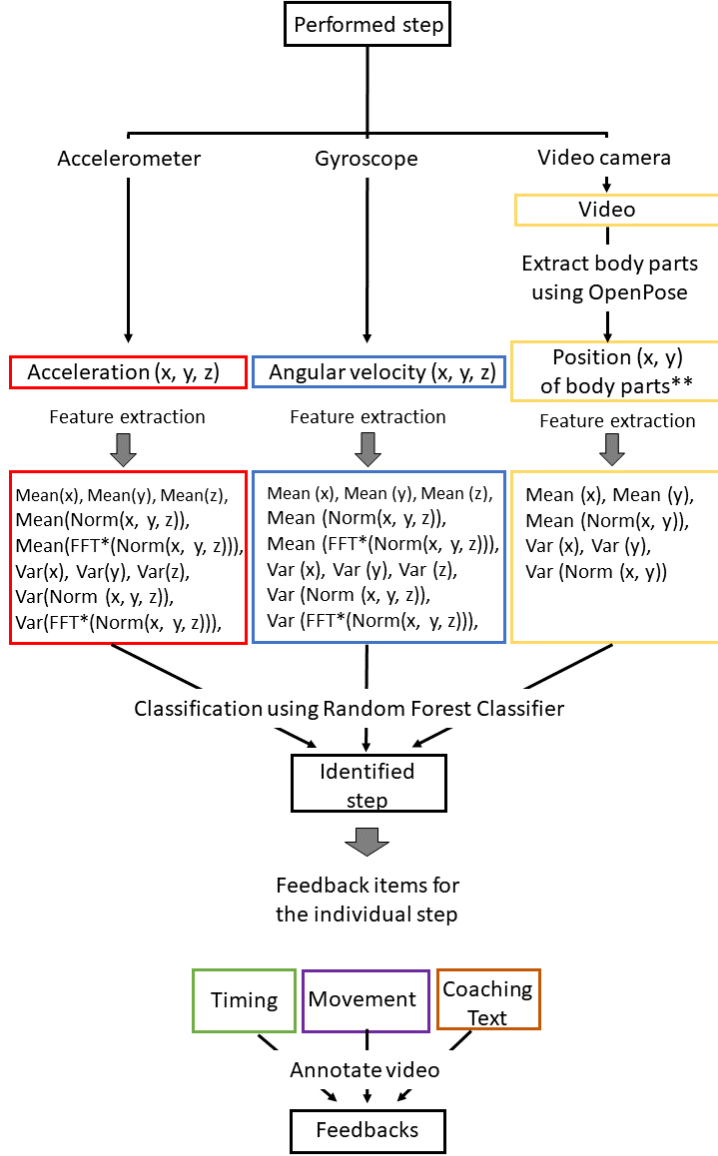 Performed step
Accelerometer
Gyroscope
Video camera
Video
Extract body parts
using OpenPose
Acceleration (x, y, z)
Angular velocity (x, y, z)
Position (x, y)
of body parts**
Feature extraction
Feature extraction
Feature extraction
Mean(x), Mean(y), Mean(z),
Mean(Norm(x, y, z)),
Mean(FFT*(Norm(x, y, z))),
Var(x), Var(y), Var(z),
Var(Norm (x, y, z)),
Var(FFT*(Norm(x, y, z))),
Mean (x), Mean (y), Mean (z),
Mean (Norm(x, y, z)),
Mean (FFT*(Norm(x, y, z))),
Var (x), Var (y), Var (z),
Var (Norm (x, y, z)),
Var (FFT*(Norm(x, y, z))),
Mean (x), Mean (y),
Mean (Norm(x, y)),
Var (x), Var (y),
Var (Norm (x, y))
Classification using Random Forest Classifier
Identified
step
Feedback items for
the individual step
Timing
Movement
Coaching
Text
Annotate video
Feedbacks